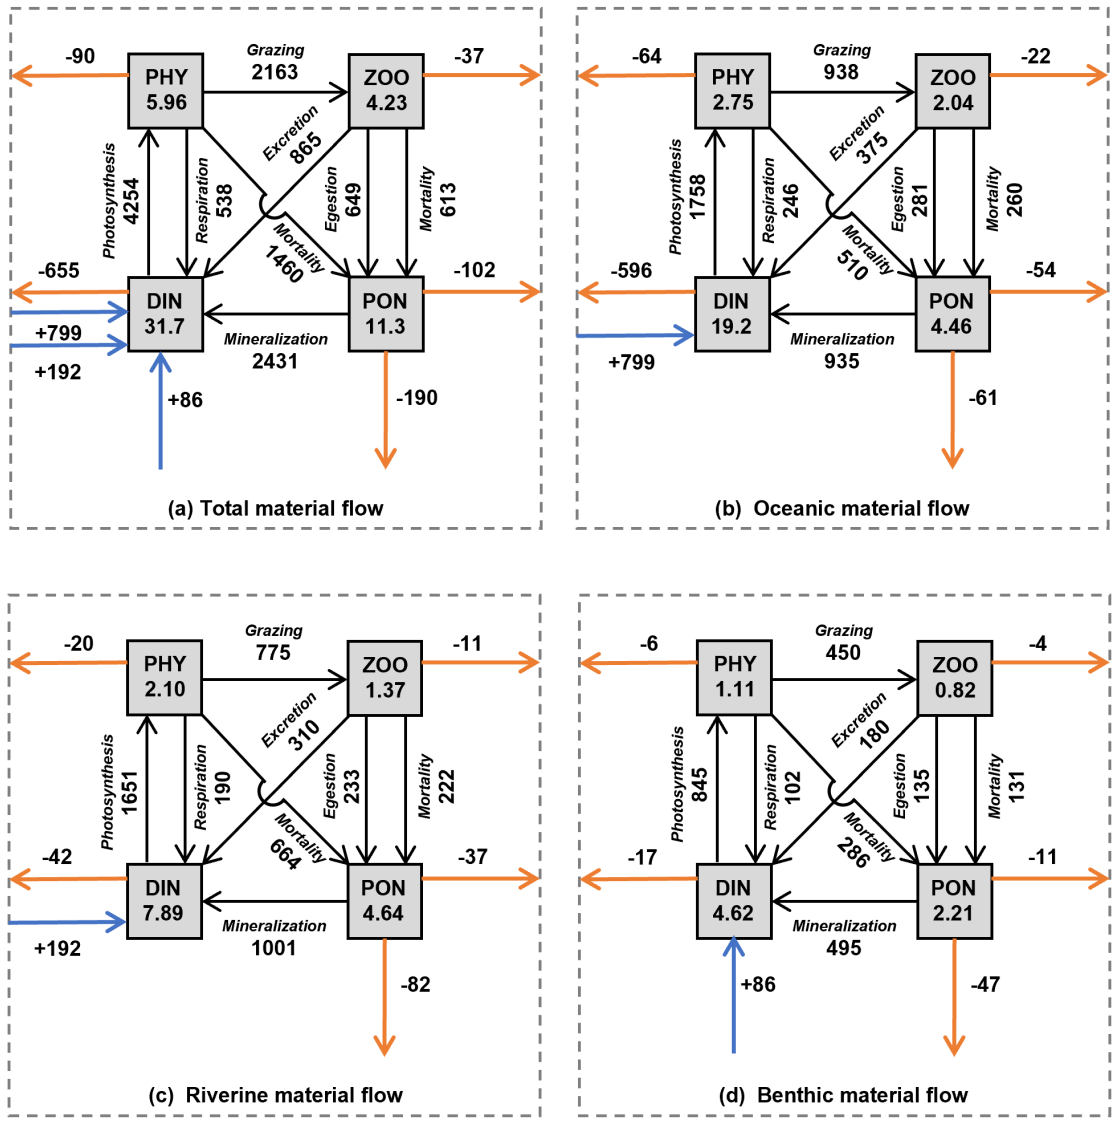 -90
Grazing
2163
-37
PHY
5.96
ZOO
4.23
Photosynthesis
4254
Respiration
538
Excretion
865
Egestion
649
Mortality
613
Mortality
1460
-655
+799
+192
DIN
31.7
Mineralization
2431
PON
11.3
-102
+86
-190
(a) Total material flow
-64
Grazing
938
-22
PHY
2.75
ZOO
2.04
Photosynthesis
1758
Respiration
246
Excretion
375
Egestion
281
Mortality
260
Mortality
510
-596
+799
DIN
19.2
Mineralization
935
PON
4.46
-54
-61
(b) Oceanic material flow
-20
Grazing
775
-11
PHY
2.10
ZOO
1.37
Photosynthesis
1651
Respiration
190
Excretion
310
Egestion
233
Mortality
222
Mortality
664
-42
+192
DIN
7.89
Mineralization
1001
PON
4.64
-37
-82
(c) Riverine material flow
-6
Grazing
450
-4
PHY
1.11
ZOO
0.82
Photosynthesis
845
Respiration
102
Excretion
180
Egestion
135
Mortality
131
Mortality
286
-17
DIN
4.62
Mineralization
495
PON
2.21
-11
+86
-47
(d) Benthic material flow